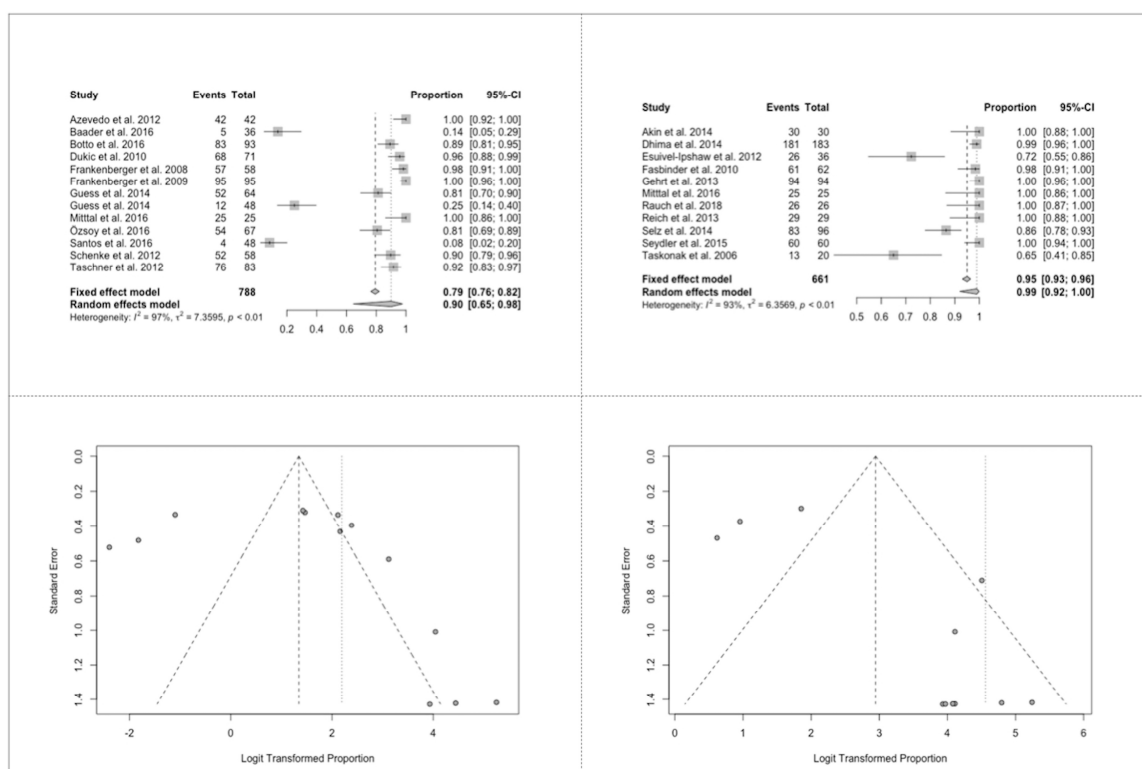 Study Events Total Proportion 95%-CI
Azevedo et al. 2012 42 42 1.00 [0.92; 1.00]
Baader et al. 2016 5 36 0.14 [0.05; 0.29]
Botto et al. 2016 83 93 0.89 [0.81; 0.95]
Dukic et al. 2010 68 71 0.96 [0.88; 0.99]
Frankenberger et al. 2008 57 58 0.98 [0.91; 1.00]
Frankenberger et al. 2009 95 95 1.00 [0.96; 1.00]
Guess et al. 2014 52 64 0.81 [0.70; 0.90]
Guess et al. 2014 12 48 0.25 [0.14; 0.40]
Mitttal et al. 2016 25 25 1.00 [0.86; 1.00]
Özsoy et al. 2016 54 67 0.81 [0.69; 0.89]
Santos et al. 2016 4 48 0.08 [0.02; 0.20]
Schenke et al. 2012 52 58 0.90 [0.79; 0.96]
Taschner et al. 2012 76 83 0.92 [0.83; 0.97]
Fixed effect model 788 0.79 [0.76; 0.82]
Random effects model 0.90 [0.65; 0.98]
Heterogeneity: I² = 97%, τ² = 7.3595, p < 0.01
0.2 0.4 0.6 0.8 1
Study Events Total Proportion 95%-CI
Akin et al. 2014 30 30 1.00 [0.88; 1.00]
Dhima et al. 2014 181 183 0.99 [0.96; 1.00]
Esuivel-Ipshaw et al. 2012 26 36 0.72 [0.55; 0.86]
Fasbinder et al. 2010 61 62 0.98 [0.91; 1.00]
Gehrt et al. 2013 94 94 1.00 [0.96; 1.00]
Mitttal et al. 2016 25 25 1.00 [0.86; 1.00]
Rauch et al. 2018 26 26 1.00 [0.87; 1.00]
Reich et al. 2013 29 29 1.00 [0.88; 1.00]
Selz et al. 2014 83 96 0.86 [0.78; 0.93]
Seydler et al. 2015 60 60 1.00 [0.94; 1.00]
Taskonak et al. 2006 13 20 0.65 [0.41; 0.85]
Fixed effect model 661 0.95 [0.93; 0.96]
Random effects model 0.99 [0.92; 1.00]
Heterogeneity: I² = 93%, τ² = 6.3569, p < 0.01
0.5 0.6 0.7 0.8 0.9 1
Standard Error
0.0
0.2
0.4
0.6
0.8
1.0
1.2
1.4
-2 0 2 4
Logit Transformed Proportion
Standard Error
0.0
0.2
0.4
0.6
0.8
1.0
1.2
1.4
0 1 2 3 4 5 6
Logit Transformed Proportion